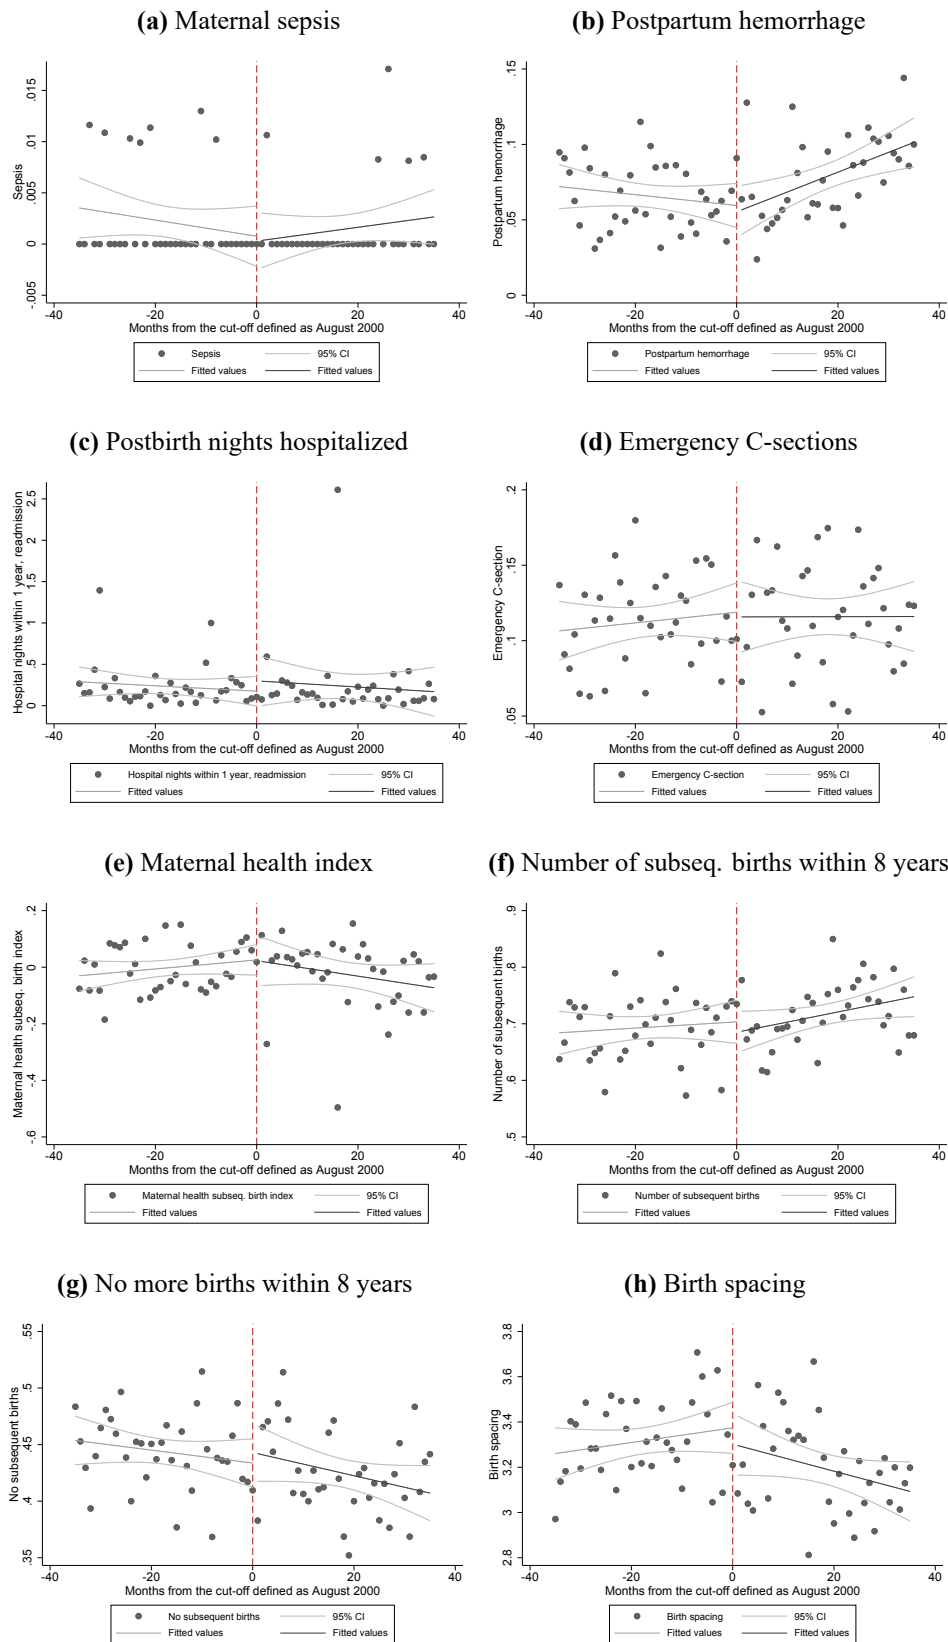 (a) Maternal sepsis
Sepsis
.015
.01
.005
0
-.005
-40 -20 0 20 40
Months from the cut-off defined as August 2000
Sepsis 95% CI
Fitted values Fitted values
(b) Postpartum hemorrhage
Postpartum hemorrhage
.15
.1
.05
0
-40 -20 0 20 40
Months from the cut-off defined as August 2000
Postpartum hemorrhage 95% CI
Fitted values Fitted values
(c) Postbirth nights hospitalized
Hospital nights within 1 year, readmission
2.5
2
1.5
1
.5
0
-40 -20 0 20 40
Months from the cut-off defined as August 2000
Hospital nights within 1 year, readmission 95% CI
Fitted values Fitted values
(d) Emergency C-sections
Emergency C-section
.2
.15
.1
.05
-40 -20 0 20 40
Months from the cut-off defined as August 2000
Emergency C-section 95% CI
Fitted values Fitted values
(e) Maternal health index
Maternal health subseq. birth index
.2
0
-.2
-.4
-.6
-40 -20 0 20 40
Months from the cut-off defined as August 2000
Maternal health subseq. birth index 95% CI
Fitted values Fitted values
(f) Number of subseq. births within 8 years
Number of subsequent births
.9
.8
.7
.6
.5
-40 -20 0 20 40
Months from the cut-off defined as August 2000
Number of subsequent births 95% CI
Fitted values Fitted values
(g) No more births within 8 years
No subsequent births
.55
.5
.45
.4
.35
-40 -20 0 20 40
Months from the cut-off defined as August 2000
No subsequent births 95% CI
Fitted values Fitted values
(h) Birth spacing
Birth spacing
3.8
3.6
3.4
3.2
3
2.8
-40 -20 0 20 40
Months from the cut-off defined as August 2000
Birth spacing 95% CI
Fitted values Fitted values